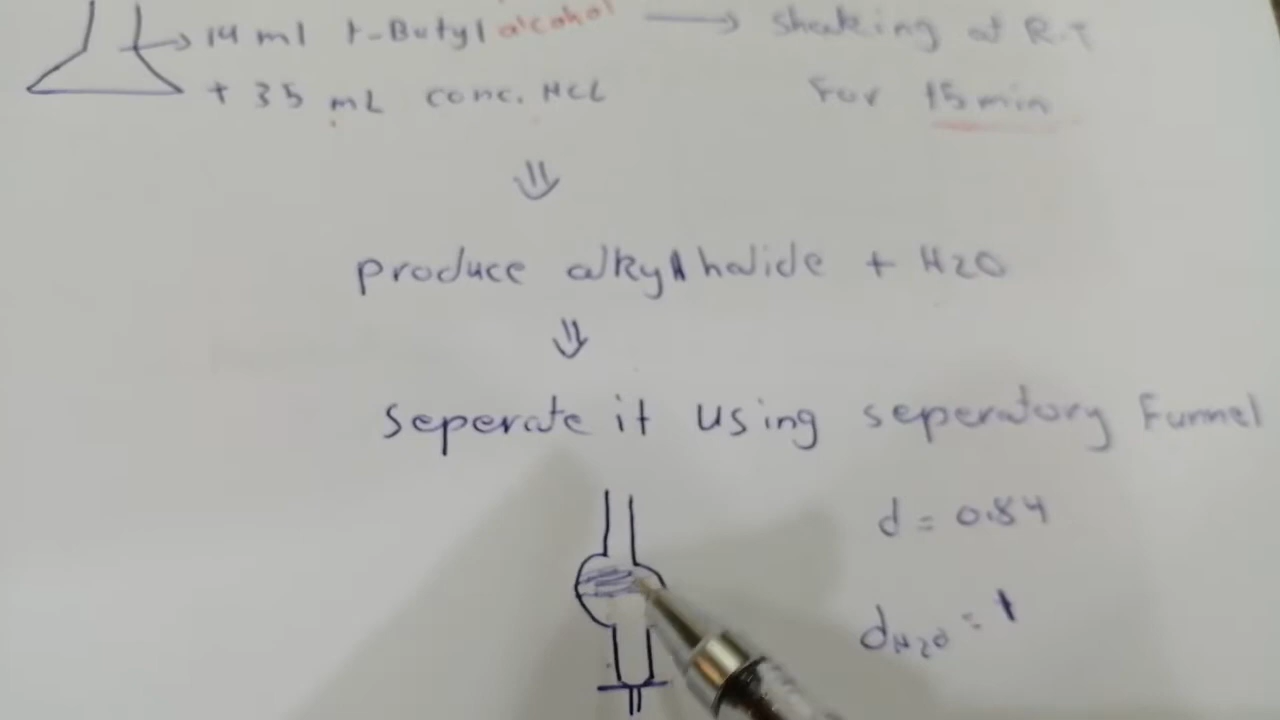 14 ml t-Butyl alcohol → shaking at R.T
+ 35 mL conc. HCL For 15 min
⇓
produce alkyl halide + H2O
⇓
seperate it using seperatory Funnel
d = 0.84
dH2O = 1